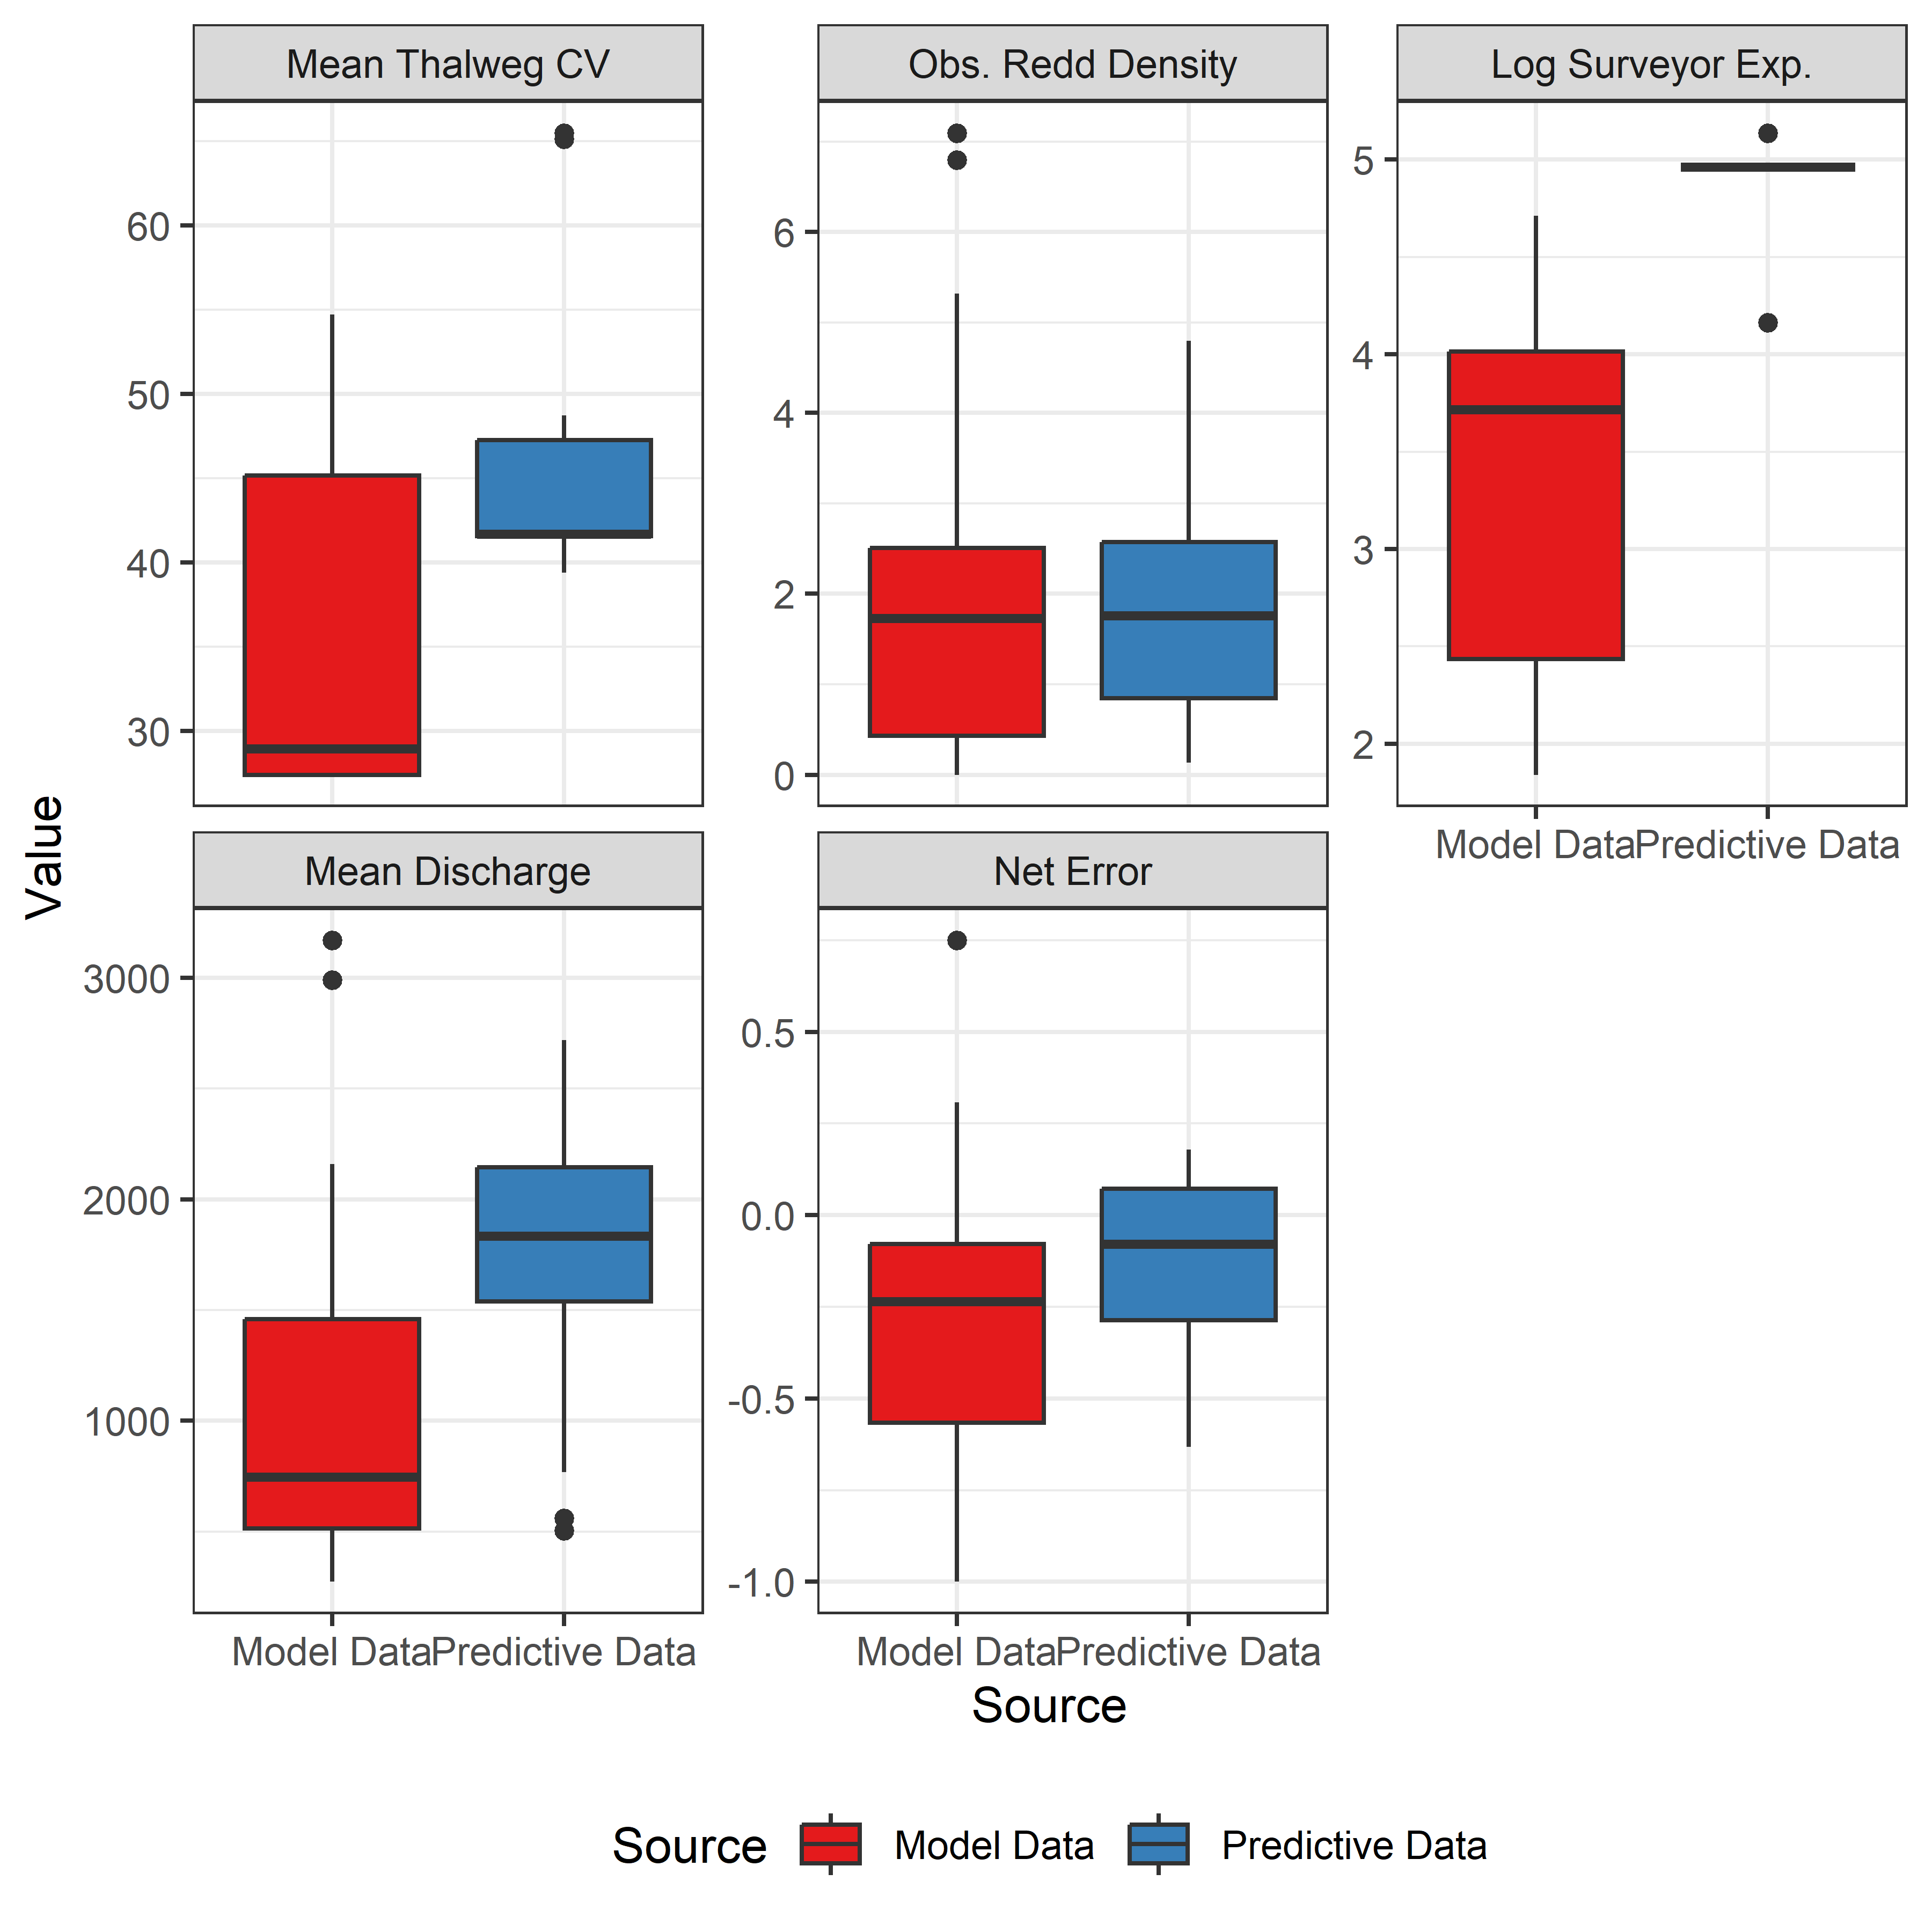 Mean Thalweg CV
Obs. Redd Density
Log Surveyor Exp.
60
50
40
30
6
4
2
0
5
4
3
2
Model Data Predictive Data
Value
Mean Discharge
Net Error
3000
2000
1000
0.5
0.0
-0.5
-1.0
Model Data Predictive Data
Model Data Predictive Data
Source
Source Model Data Predictive Data